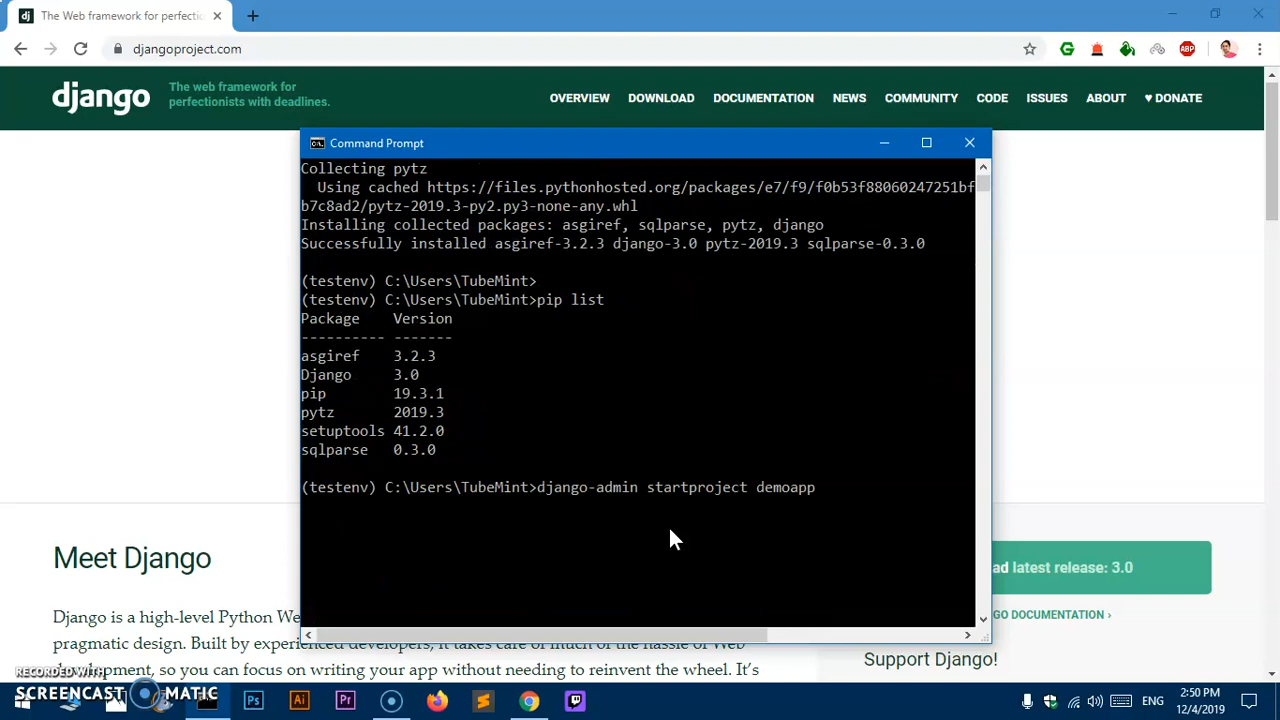 dj The Web framework for perfectio
djangoproject.com
ABP
django
The web framework for
perfectionists with deadlines.
OVERVIEW DOWNLOAD DOCUMENTATION NEWS COMMUNITY CODE ISSUES ABOUT ♥ DONATE
Command Prompt
Collecting pytz
Using cached https://files.pythonhosted.org/packages/e7/f9/f0b53f88060247251bf
b7c8ad2/pytz-2019.3-py2.py3-none-any.whl
Installing collected packages: asgiref, sqlparse, pytz, django
Successfully installed asgiref-3.2.3 django-3.0 pytz-2019.3 sqlparse-0.3.0
(testenv) C:\Users\TubeMint>
(testenv) C:\Users\TubeMint>pip list
Package Version
---------- -------
asgiref 3.2.3
Django 3.0
pip 19.3.1
pytz 2019.3
setuptools 41.2.0
sqlparse 0.3.0
(testenv) C:\Users\TubeMint>django-admin startproject demoapp
Meet Django
Django is a high-level Python We
pragmatic design. Built by experienced developers, it takes care of much of the hassle of Web
development, so you can focus on writing your app without needing to reinvent the wheel. It's
ad latest release: 3.0
GO DOCUMENTATION ›
Support Django!
RECORDED WITH
SCREENCAST MATIC
Ps Ai Pr
ENG
2:50 PM
12/4/2019